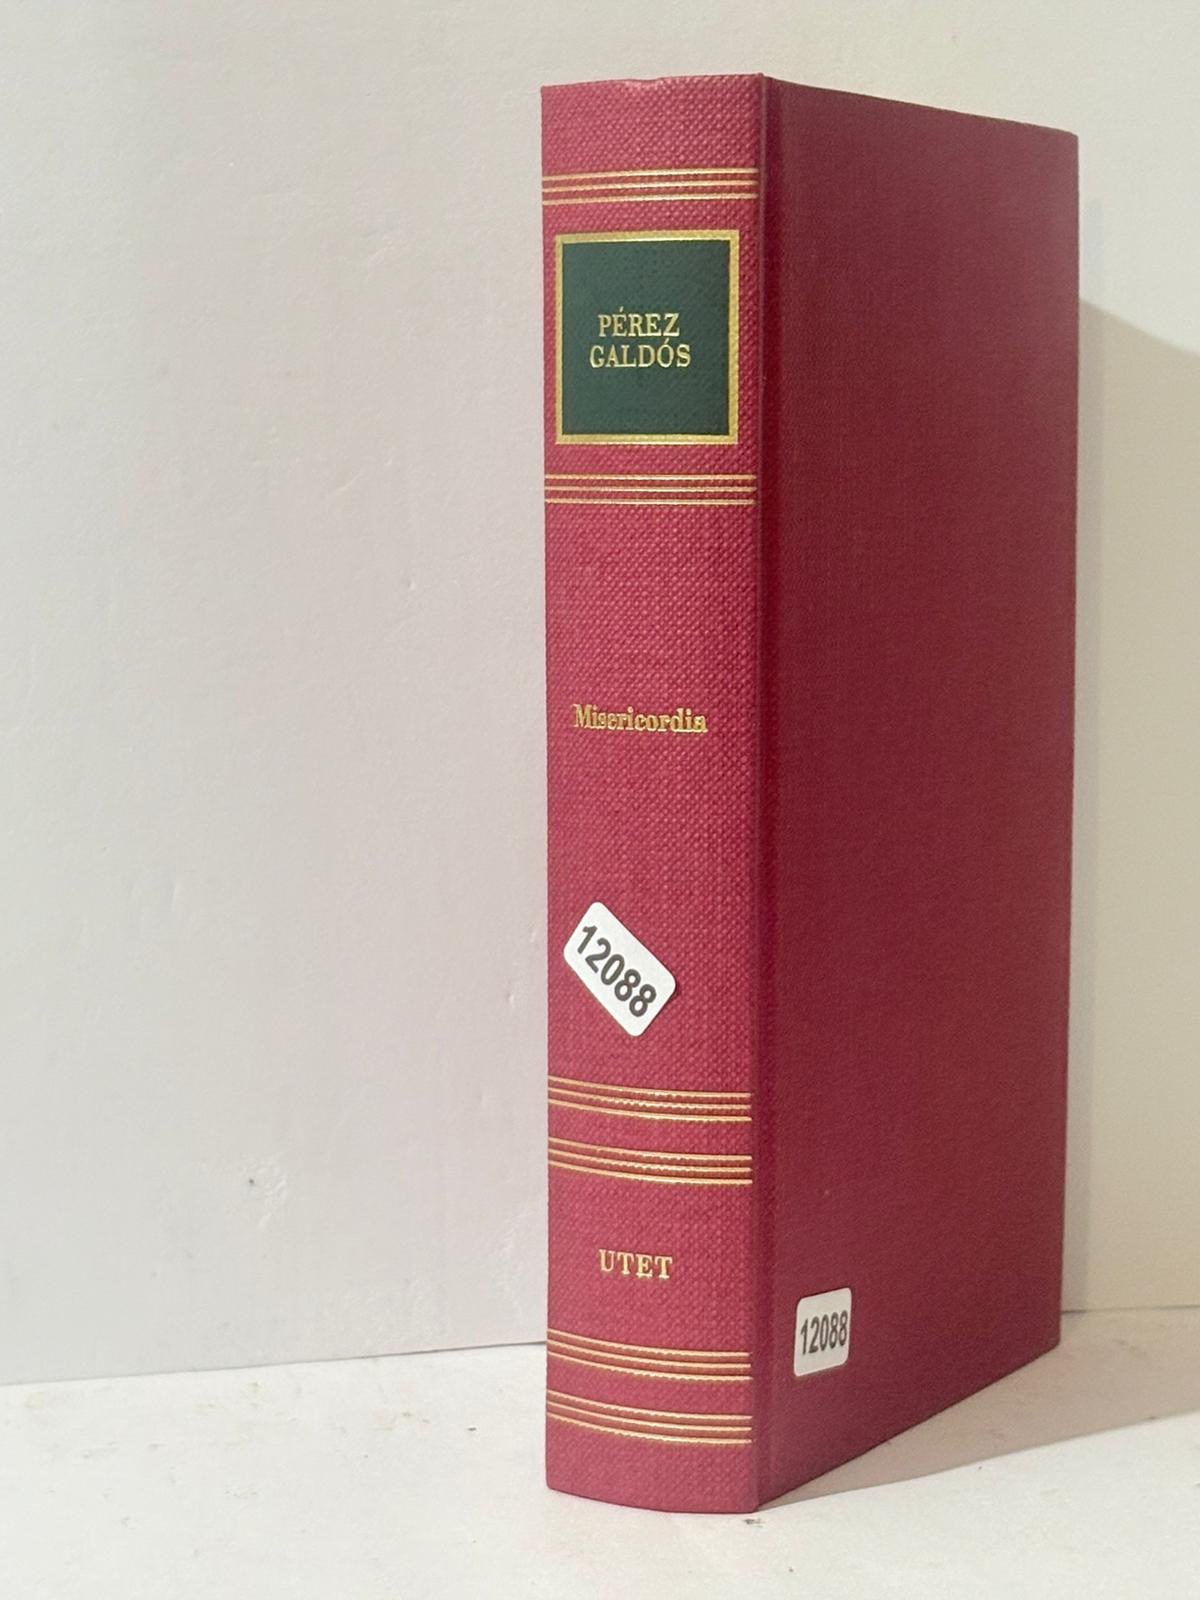 PÉREZ
GALDÓS
Misericordia
12088
UTET
12088